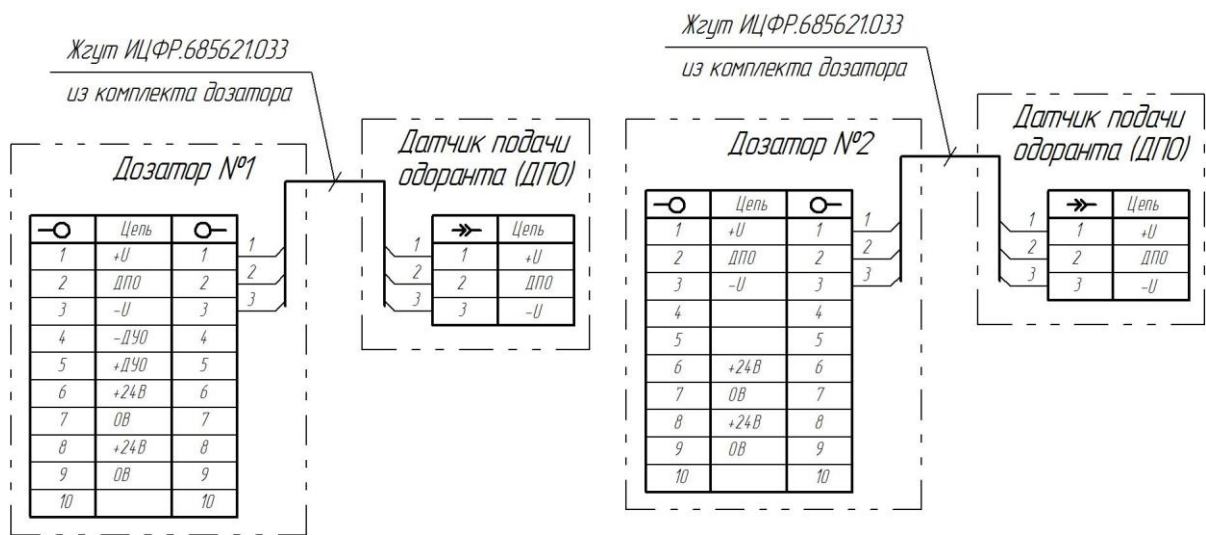 Жгут ИЦФР.685621.033
из комплекта дозатора
Дозатор №1
Датчик подачи
одоранта (ДПО)
Цепь
1 +U 1 1
2 ДПО 2 2
3 -U 3 3
4 -ДУО 4
5 +ДУО 5
6 +24В 6
7 0В 7
8 +24В 8
9 0В 9
10 10
Цепь
1 1 +U
2 2 ДПО
3 3 -U
Жгут ИЦФР.685621.033
из комплекта дозатора
Дозатор №2
Датчик подачи
одоранта (ДПО)
Цепь
1 +U 1 1
2 ДПО 2 2
3 -U 3 3
4 4
5 5
6 +24В 6
7 0В 7
8 +24В 8
9 0В 9
10 10
Цепь
1 1 +U
2 2 ДПО
3 3 -U